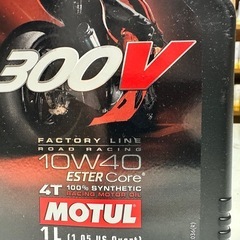 300V
FACTORY LINE
ROAD RACING
10W40
ESTER Core®
4T 100% SYNTHETIC
RACING MOTOR OIL
MOTUL
1L (1.05 US Quart)